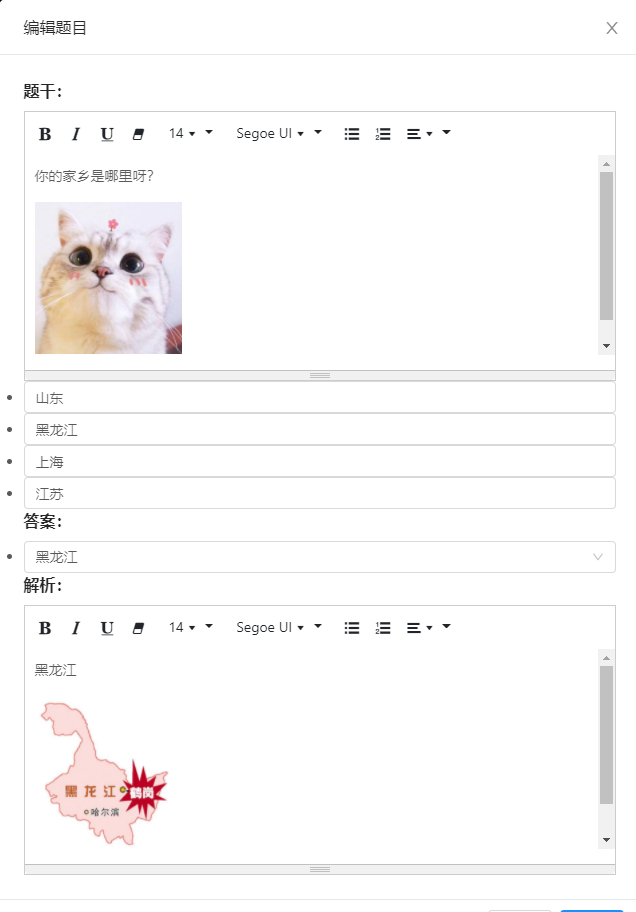 编辑题目
题干:
B I U 14 Segoe UI
你的家乡是哪里呀?
山东
黑龙江
上海
江苏
答案:
黑龙江
解析:
B I U 14 Segoe UI
黑龙江
黑龙江 鹤岗
哈尔滨